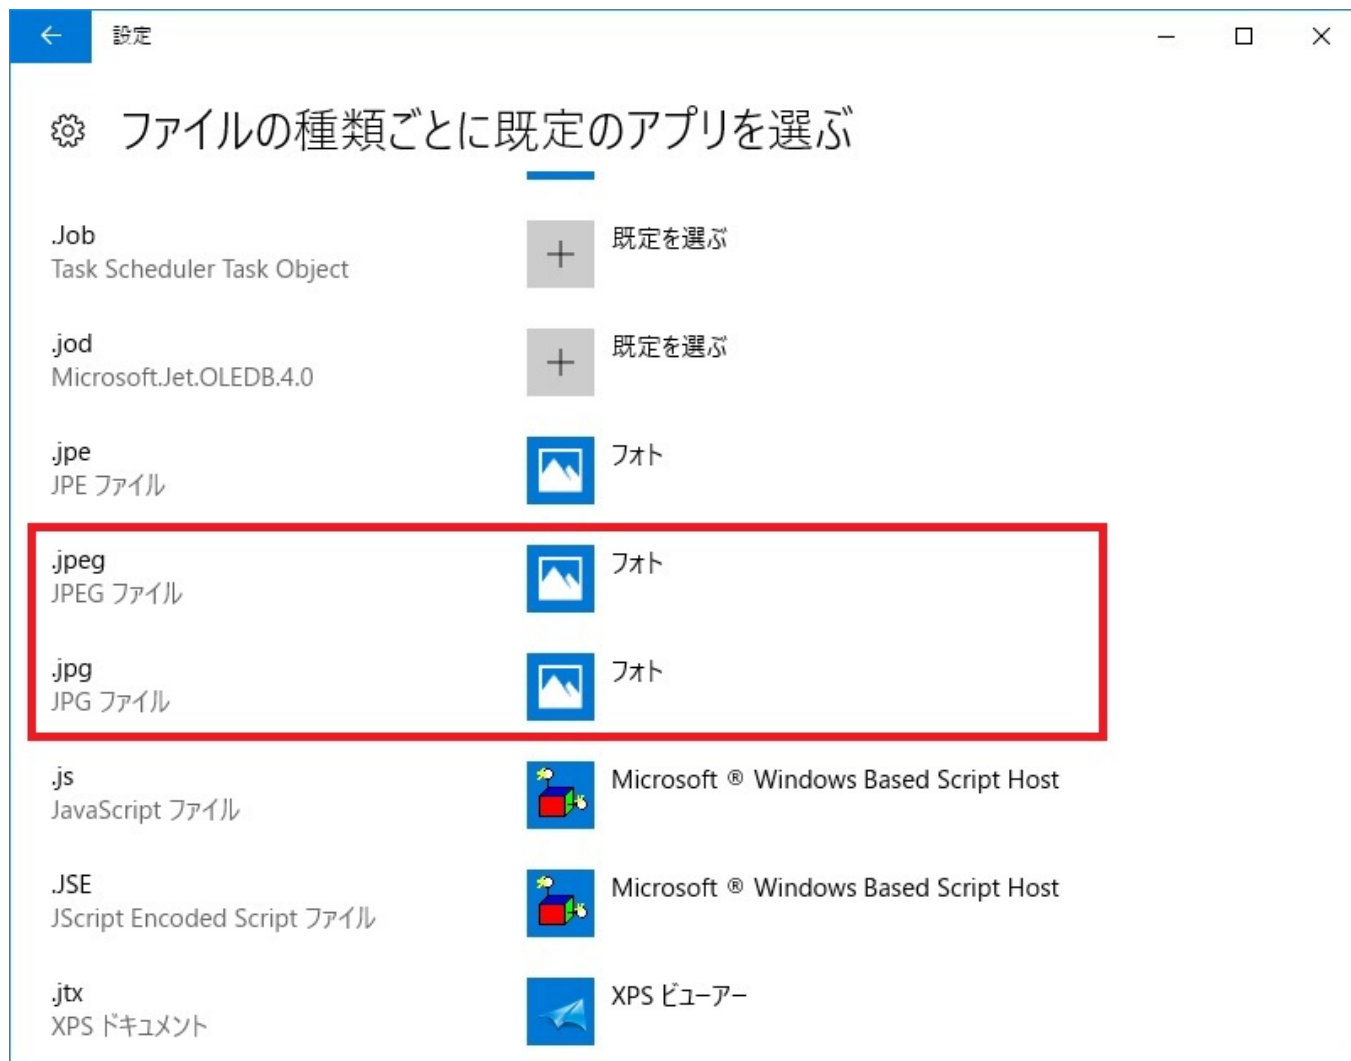 設定
ファイルの種類ごとに既定のアプリを選ぶ
.Job
Task Scheduler Task Object
既定を選ぶ
.jod
Microsoft.Jet.OLEDB.4.0
既定を選ぶ
.jpe
JPE ファイル
フォト
.jpeg
JPEG ファイル
フォト
.jpg
JPG ファイル
フォト
.js
JavaScript ファイル
Microsoft ® Windows Based Script Host
.JSE
JScript Encoded Script ファイル
Microsoft ® Windows Based Script Host
.jtx
XPS ドキュメント
XPS ビューアー